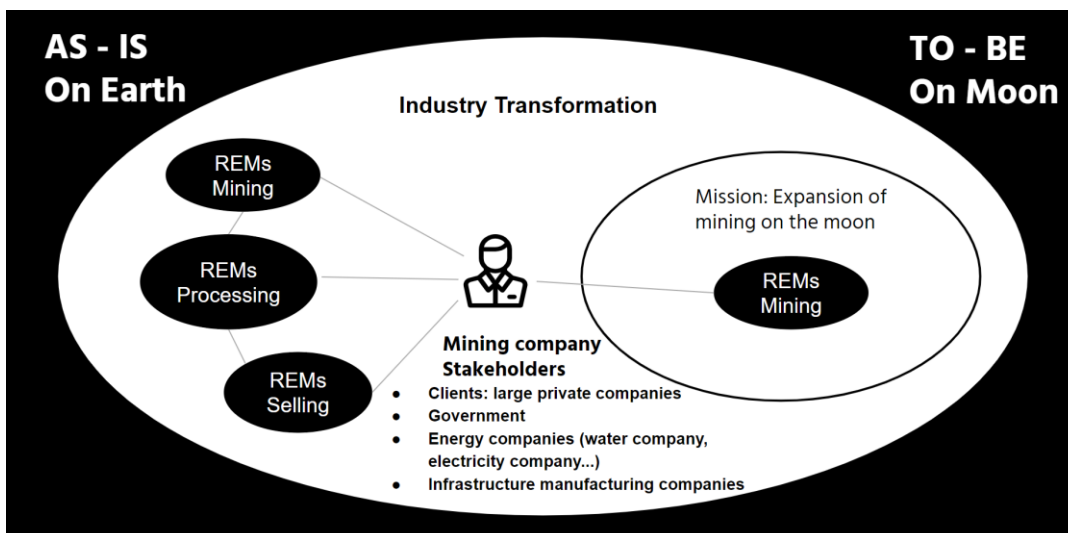 AS - IS
On Earth
TO - BE
On Moon
Industry Transformation
REMs
Mining
REMs
Processing
REMs
Selling
Mission: Expansion of
mining on the moon
REMs
Mining
Mining company
Stakeholders
● Clients: large private companies
● Government
● Energy companies (water company,
electricity company...)
● Infrastructure manufacturing companies